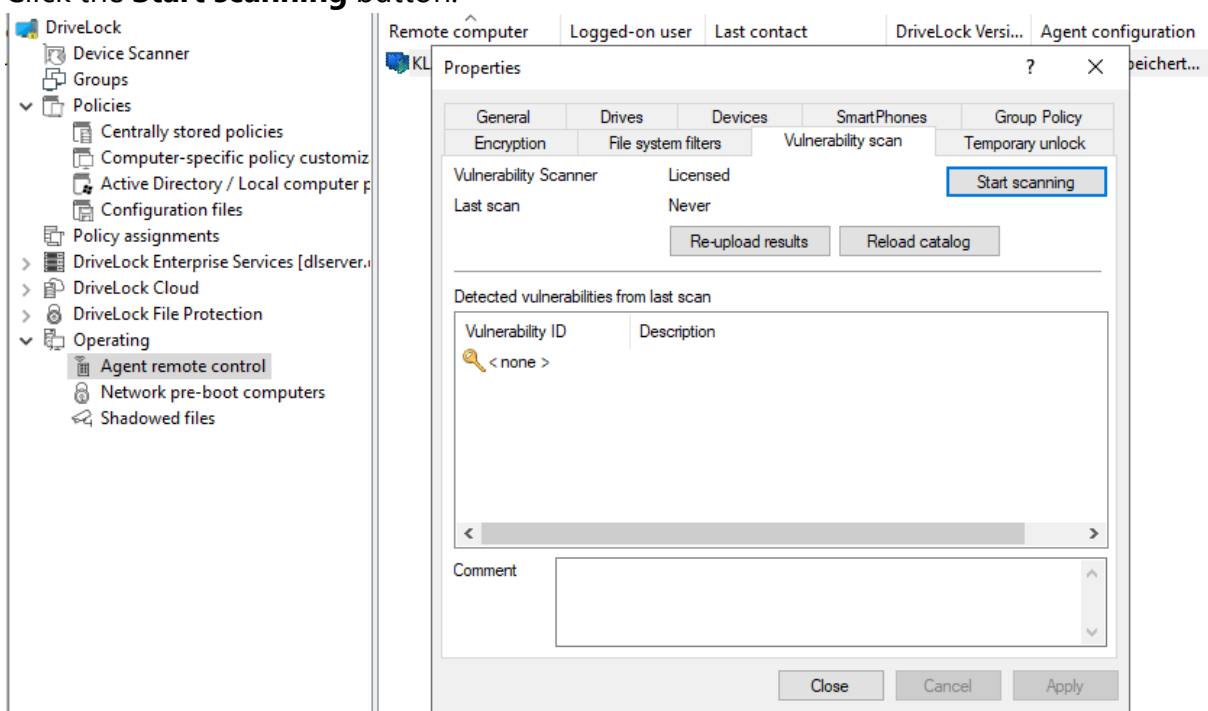 Click the Start scanning button.
DriveLock
Device Scanner
Groups
Policies
Centrally stored policies
Computer-specific policy customiz
Active Directory / Local computer p
Configuration files
Policy assignments
DriveLock Enterprise Services [dlserver.
DriveLock Cloud
DriveLock File Protection
Operating
Agent remote control
Network pre-boot computers
Shadowed files
Remote computer Logged-on user Last contact DriveLock Versi... Agent configuration
KL
peichert...
Properties ?
General Drives Devices SmartPhones Group Policy
Encryption File system filters Vulnerability scan Temporary unlock
Vulnerability Scanner Licensed Start scanning
Last scan Never
Re-upload results Reload catalog
Detected vulnerabilities from last scan
Vulnerability ID Description
< none >
Comment
Close Cancel Apply